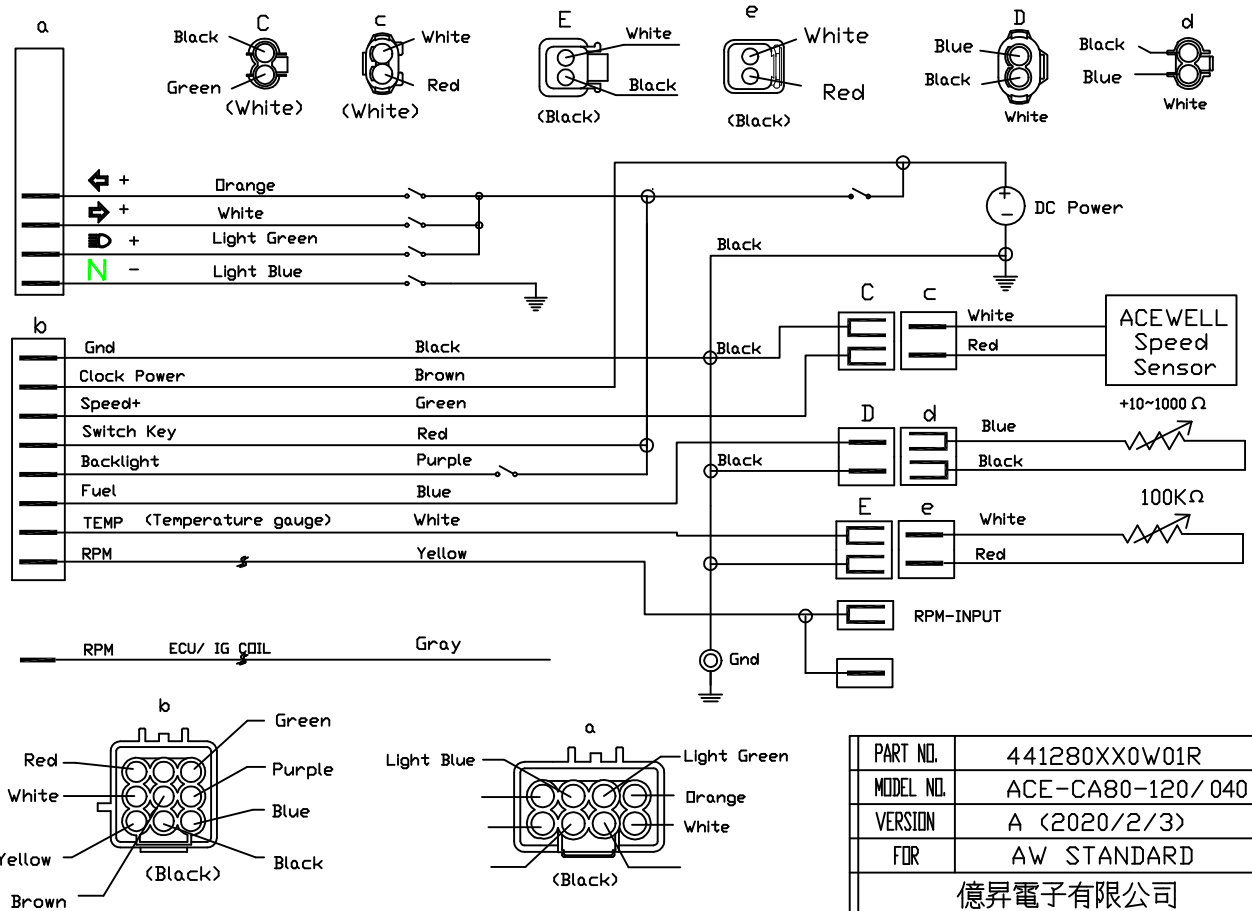 a
C
c
E
e
D
d
Black
Green
(White)
White
Red
(White)
White
Black
(Black)
White
Red
(Black)
Blue
Black
White
Black
Blue
White
+ Orange
+ White
+ Light Green
N - Light Blue
+
-
DC Power
Black
b
Gnd Black Black
Clock Power Brown
Speed+ Green
Switch Key Red
Backlight Purple Black
Fuel Blue
TEMP (Temperature gauge) White
RPM Yellow
C c
White
Red
ACEWELL
Speed
Sensor
D d
Blue
Black
+10~1000 Ω
E e
White
Red
100KΩ
RPM-INPUT
RPM ECU/ IG COIL Gray
Gnd
b
Red
White
Yellow
Brown
Green
Purple
Blue
Black
(Black)
a
Light Blue
Light Green
Orange
White
(Black)
PART NO. 441280XX0W01R
MODEL NO. ACE-CA80-120/040
VERSION A (2020/2/3)
FOR AW STANDARD
億昇電子有限公司